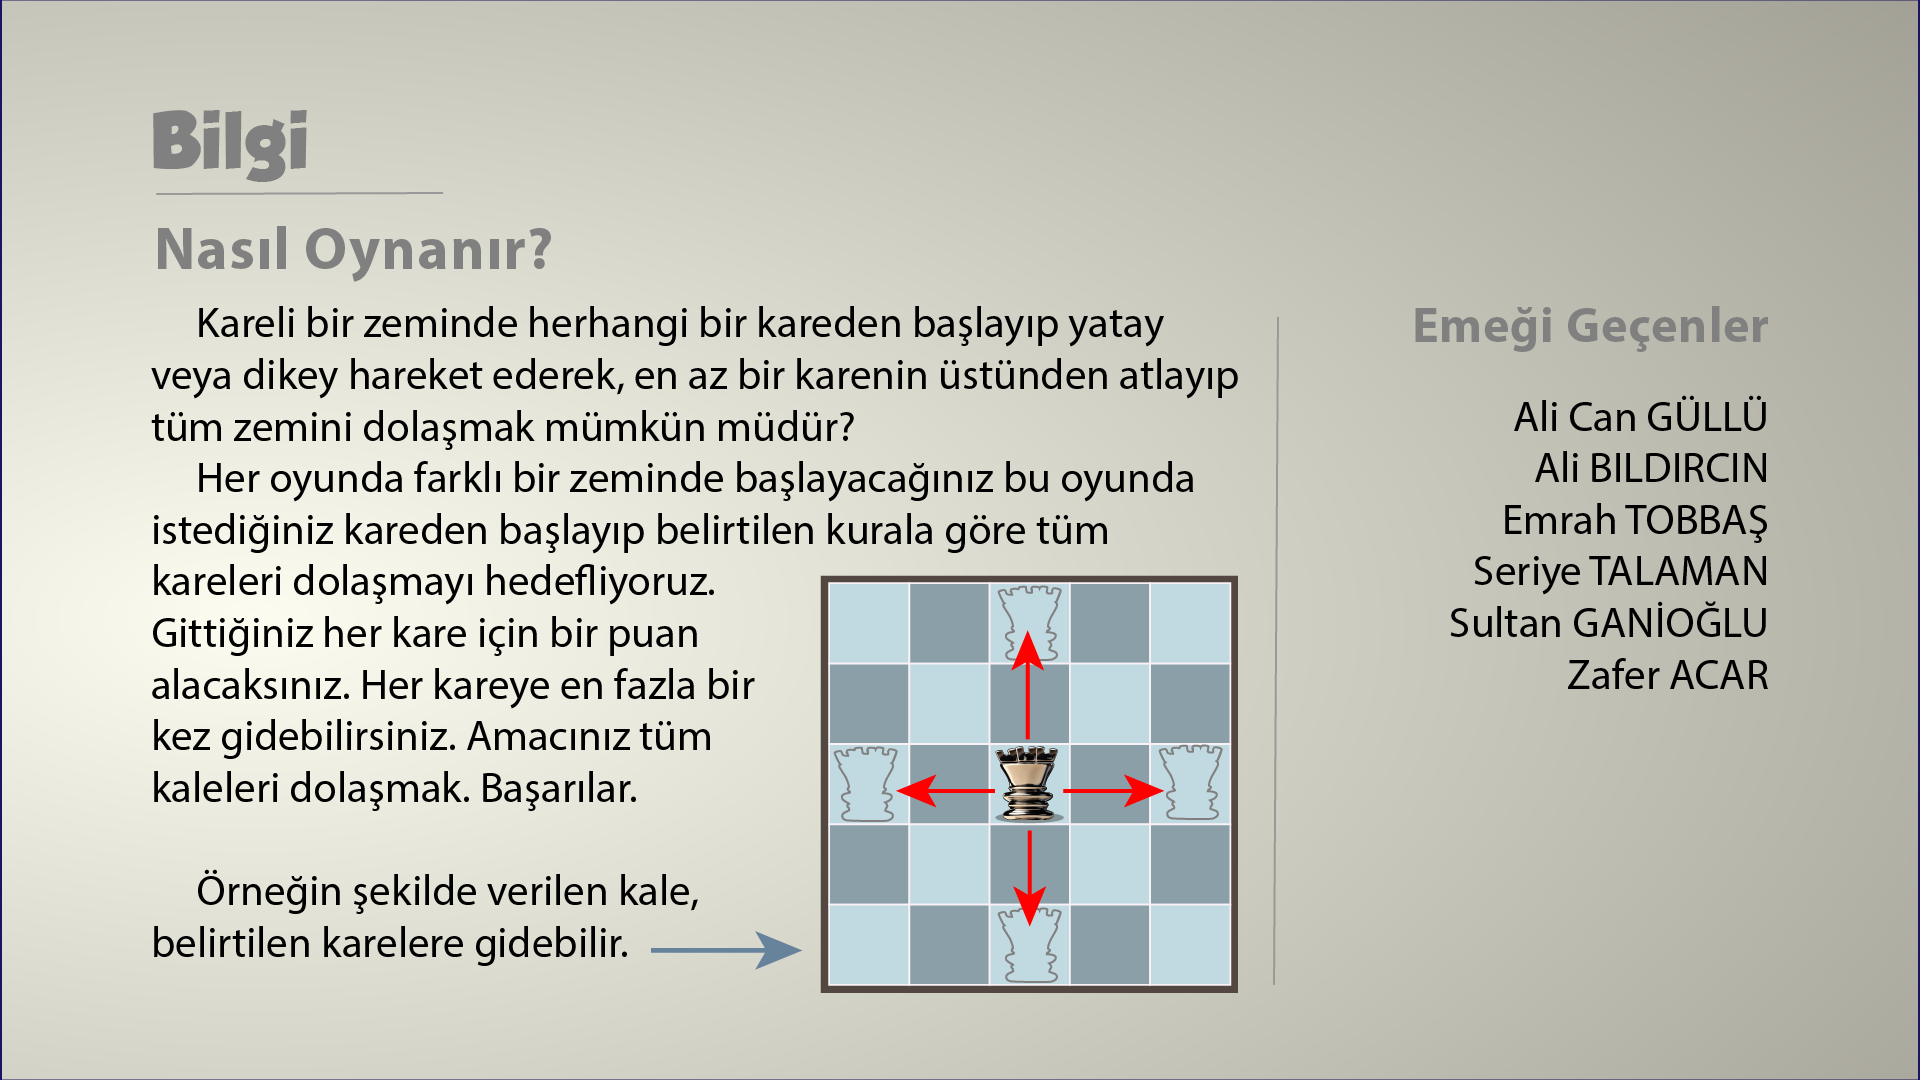 Bilgi
Nasıl Oynanır?
Kareli bir zeminde herhangi bir kareden başlayıp yatay
veya dikey hareket ederek, en az bir karenin üstünden atlayıp
tüm zemini dolaşmak mümkün müdür?
Her oyunda farklı bir zeminde başlayacağınız bu oyunda
istediğiniz kareden başlayıp belirtilen kurala göre tüm
kareleri dolaşmayı hedefliyoruz.
Gittiğiniz her kare için bir puan
alacaksınız. Her kareye en fazla bir
kez gidebilirsiniz. Amacınız tüm
kaleleri dolaşmak. Başarılar.
Örneğin şekilde verilen kale,
belirtilen karelere gidebilir.
Emeği Geçenler
Ali Can GÜLLÜ
Ali BILDIRCIN
Emrah TOBBAŞ
Seriye TALAMAN
Sultan GANİOĞLU
Zafer ACAR